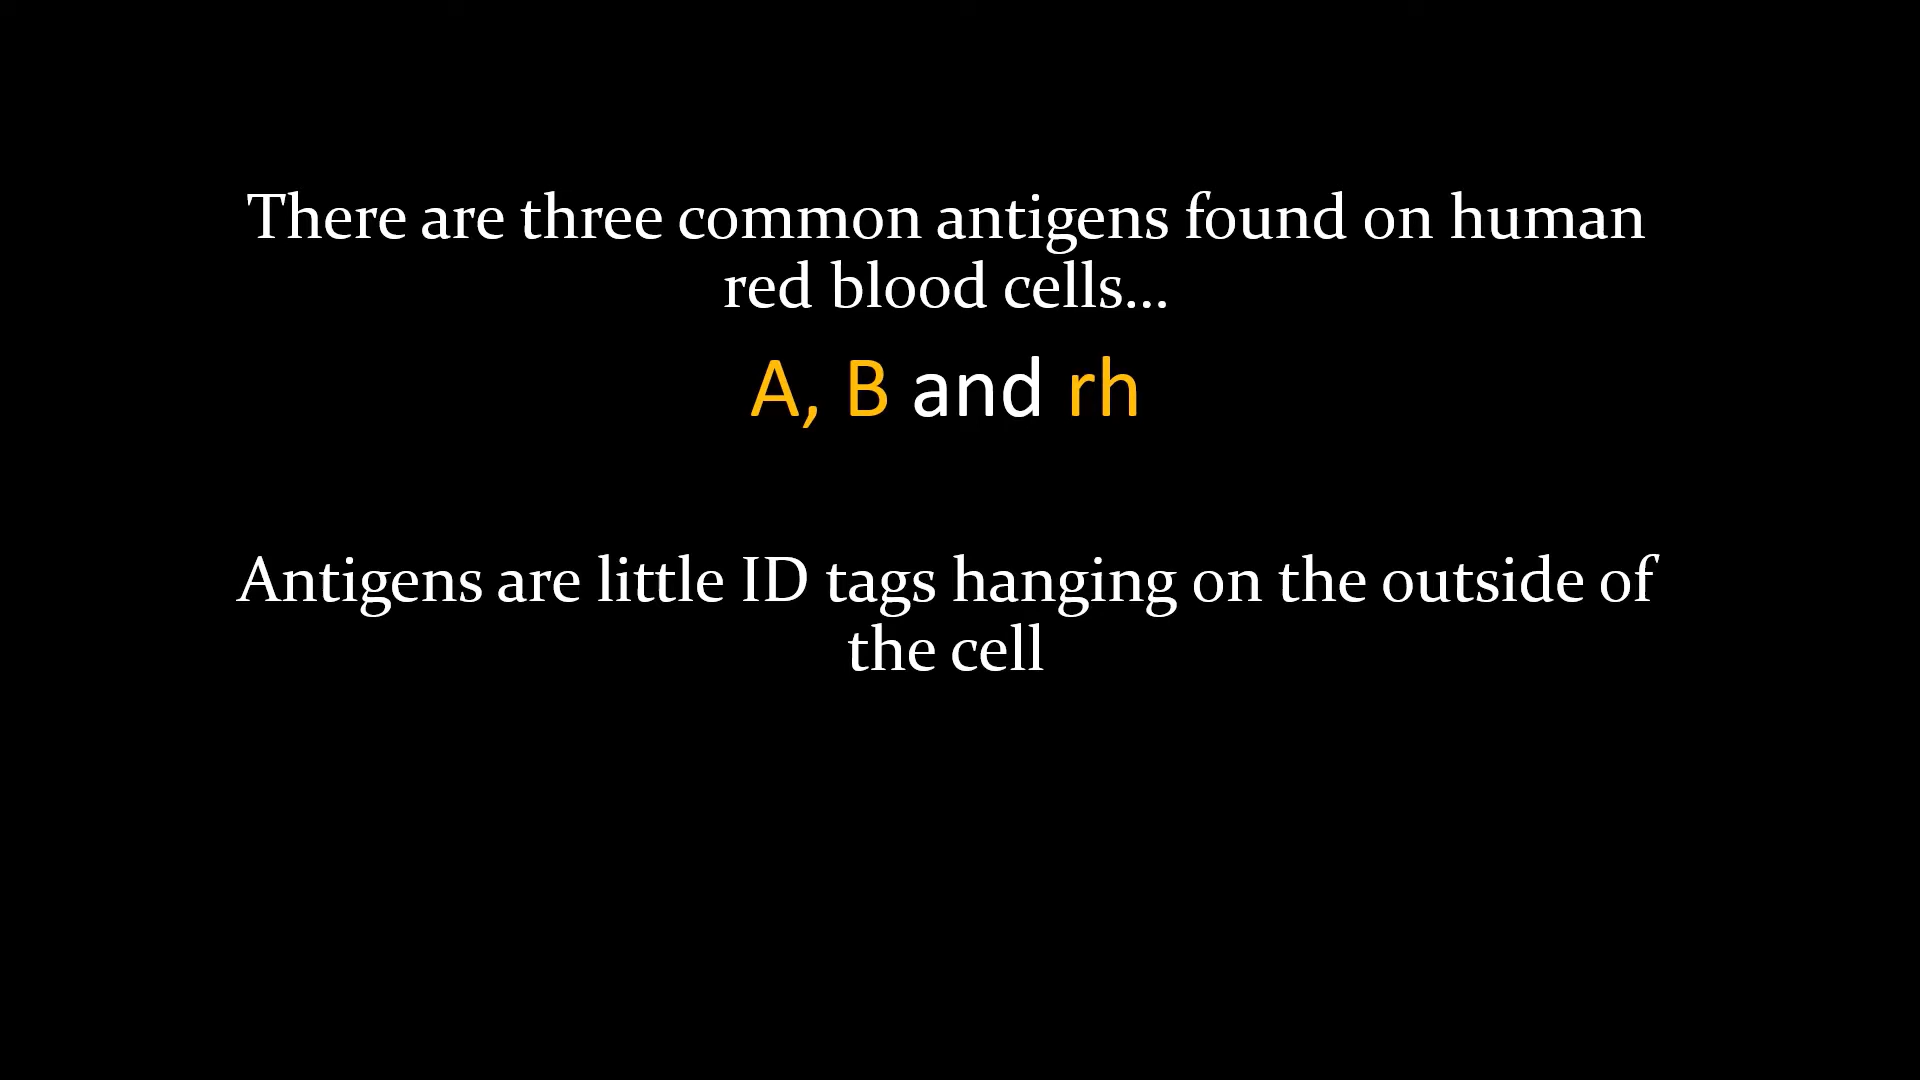 There are three common antigens found on human
red blood cells...
A, B and rh
Antigens are little ID tags hanging on the outside of
the cell